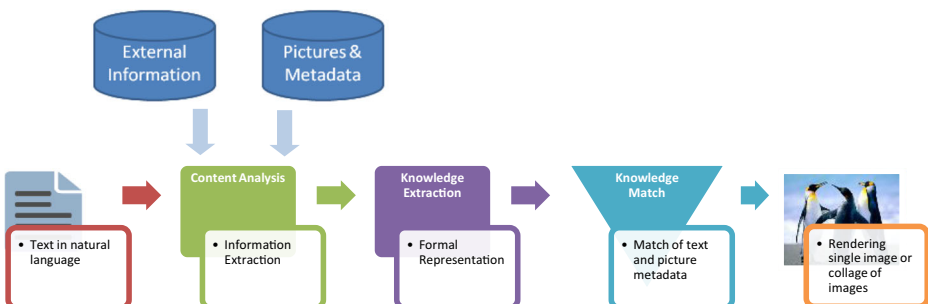 External
Information
Pictures &
Metadata
Content Analysis
Knowledge
Extraction
Knowledge
Match
• Text in natural
language
• Information
Extraction
• Formal
Representation
• Match of text
and picture
metadata
• Rendering
single image or
collage of
images